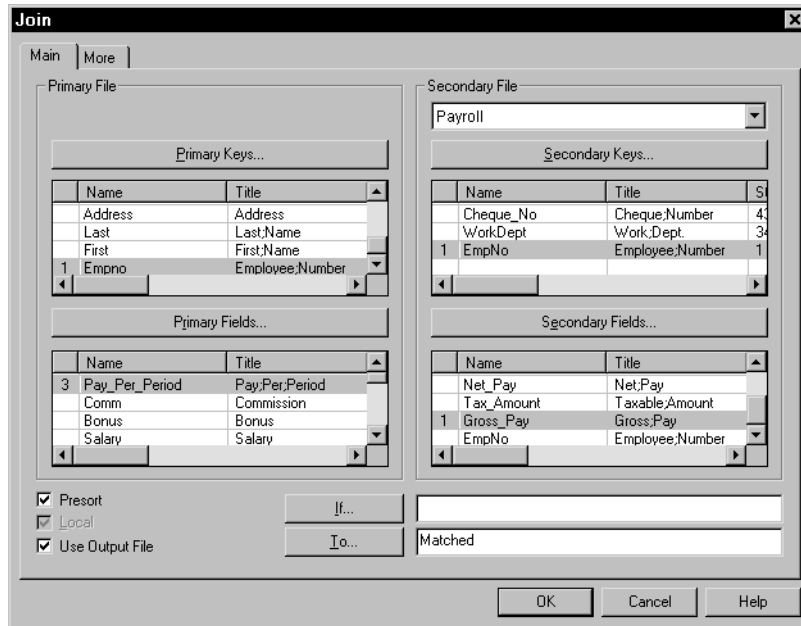 Join
Main
More
Primary File
Secondary File
Payroll
Primary Keys...
Secondary Keys...
Name Title
Address Address
Last Last;Name
First First;Name
1 Empno Employee;Number
Name Title
Cheque_No Cheque;Number 43
WorkDept Work;Dept. 34
1 EmpNo Employee;Number 1
Primary Fields...
Secondary Fields...
Name Title
3 Pay_Per_Period Pay;Per;Period
Comm Commission
Bonus Bonus
Salary Salary
Name Title
Net_Pay Net;Pay
Tax_Amount Taxable;Amount
1 Gross_Pay Gross;Pay
EmpNo Employee;Number
Presort
Local
Use Output File
If...
To...
Matched
OK
Cancel
Help